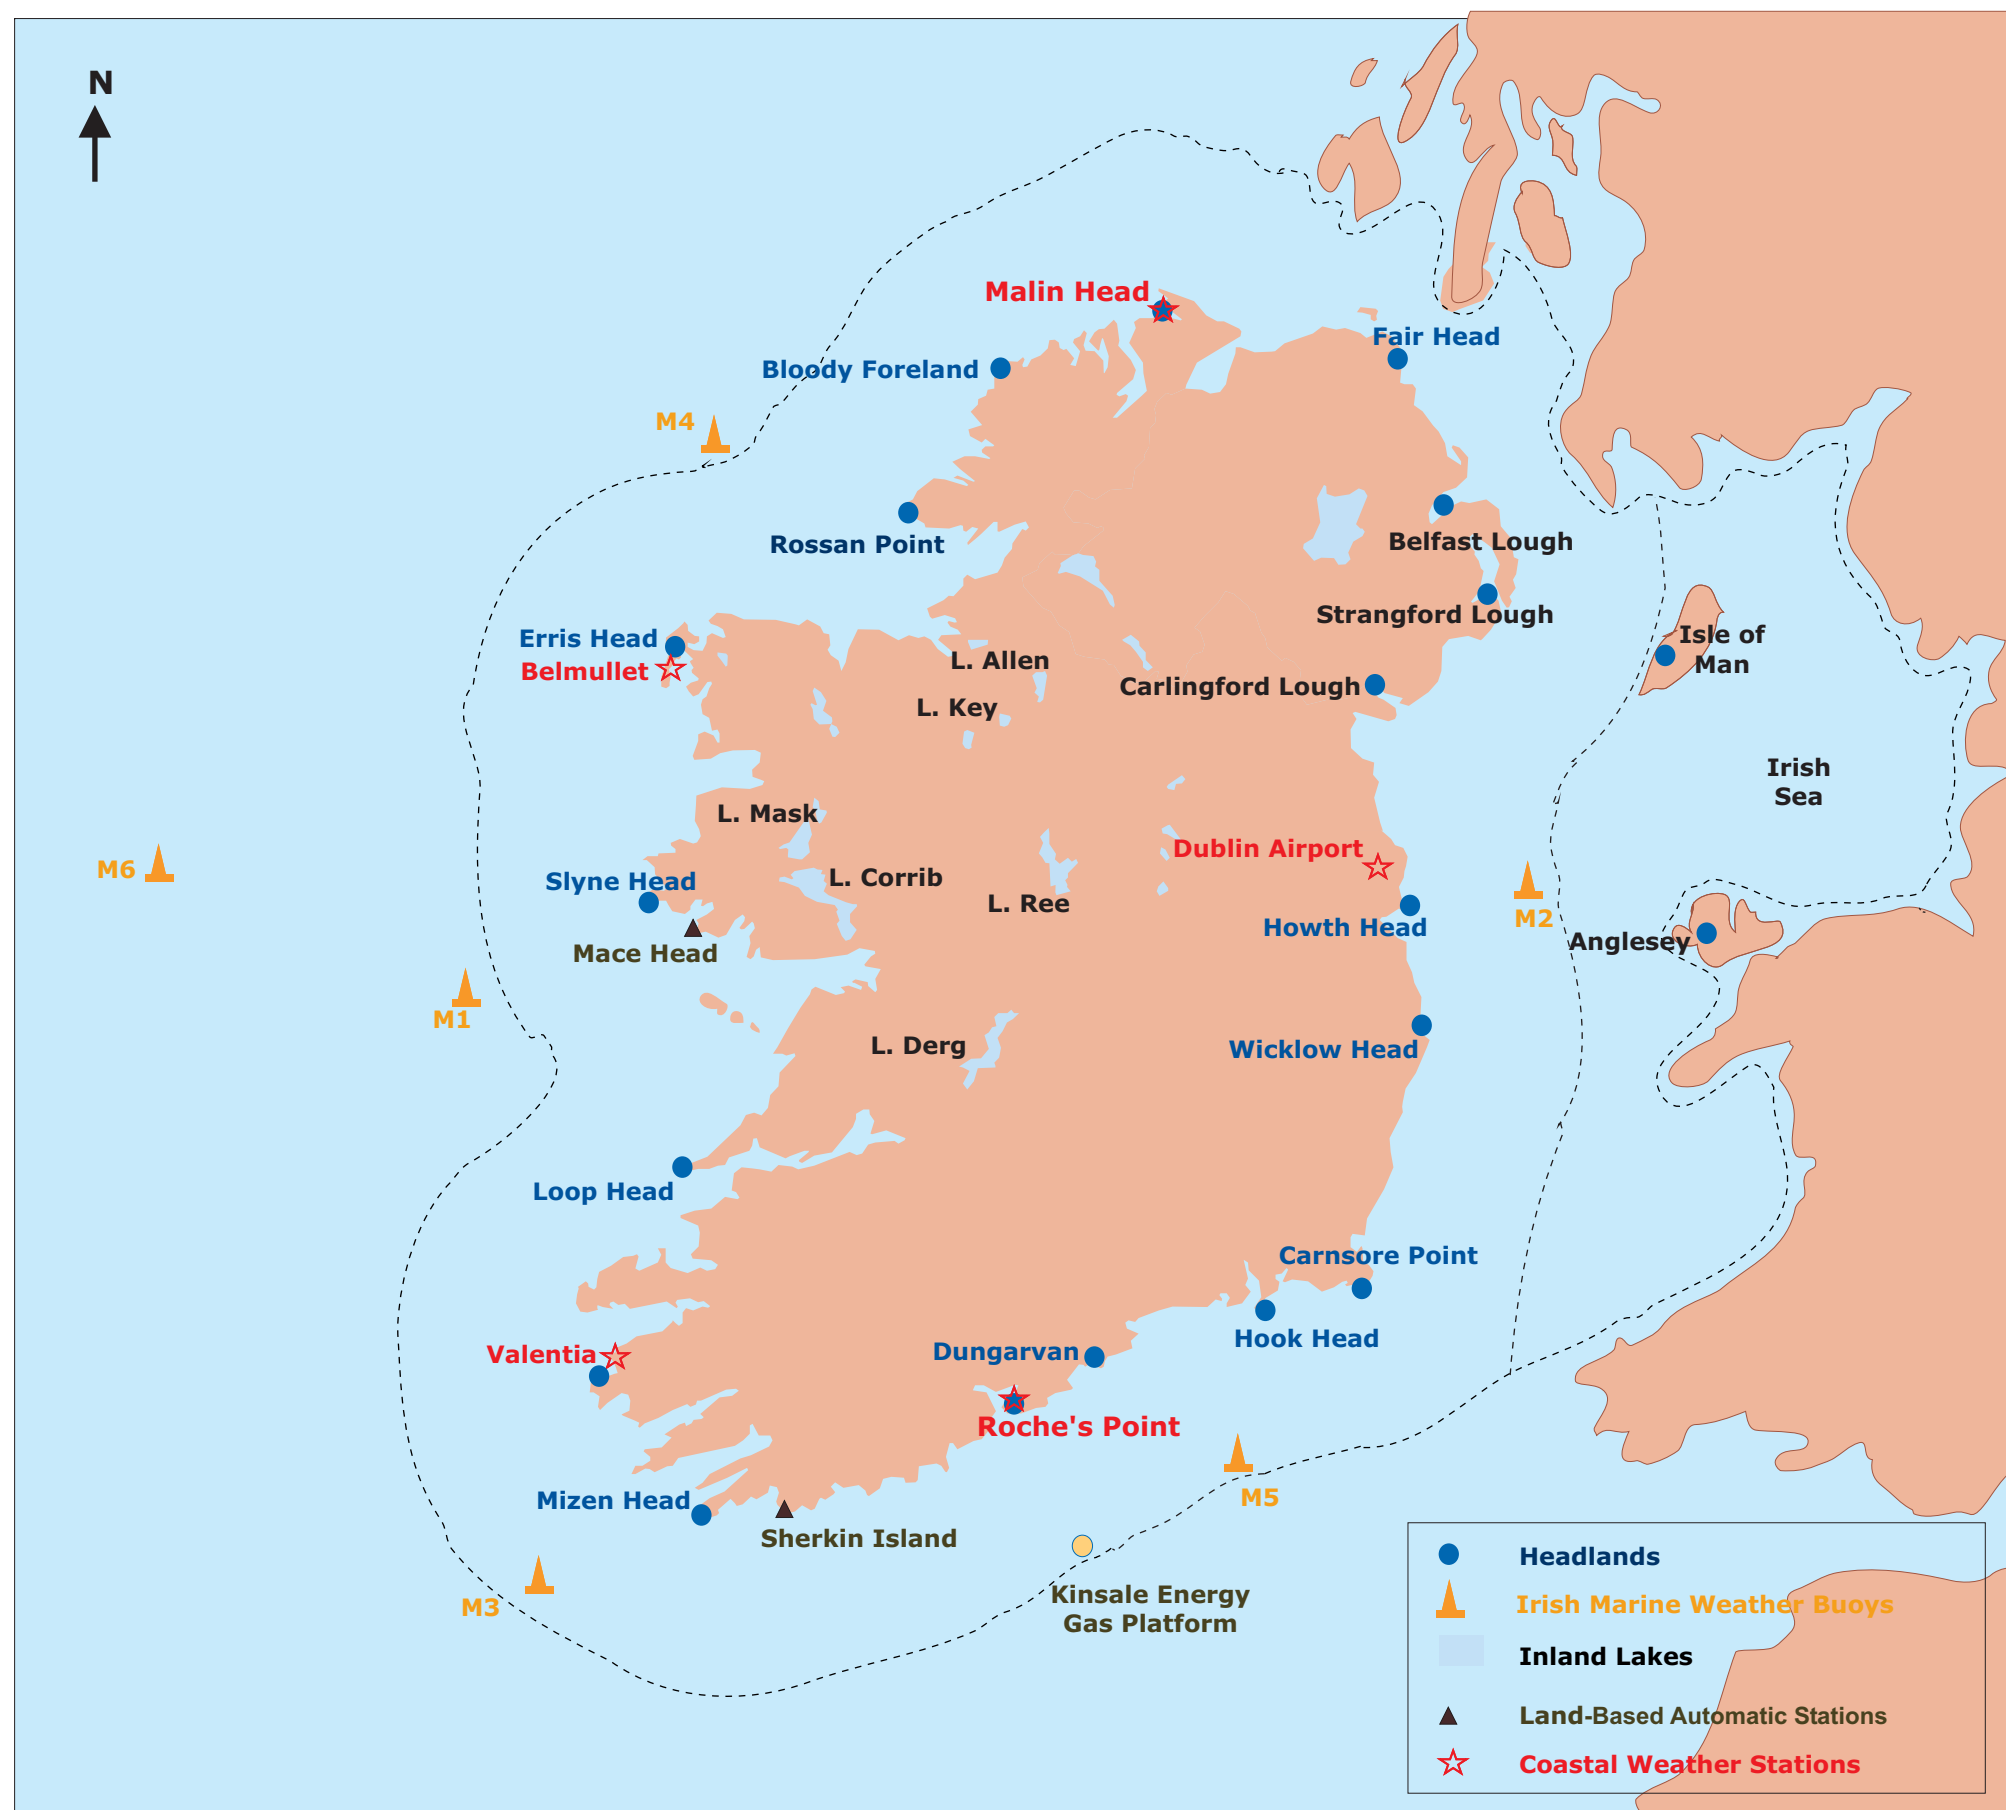 N
Malin Head
Fair Head
Bloody Foreland
M4
Rossan Point
Belfast Lough
Strangford Lough
Erris Head
Belmullet
Isle of
Man
L. Allen
Carlingford Lough
L. Key
Irish
Sea
L. Mask
Dublin Airport
M6
Slyne Head
L. Corrib
L. Ree
M2
Howth Head
Anglesey
Mace Head
M1
L. Derg
Wicklow Head
Loop Head
Carnsore Point
Hook Head
Valentia
Dungarvan
Roche's Point
Mizen Head
M5
Sherkin Island
M3
Kinsale Energy
Gas Platform
Headlands
Irish Marine Weather Buoys
Inland Lakes
Land-Based Automatic Stations
Coastal Weather Stations